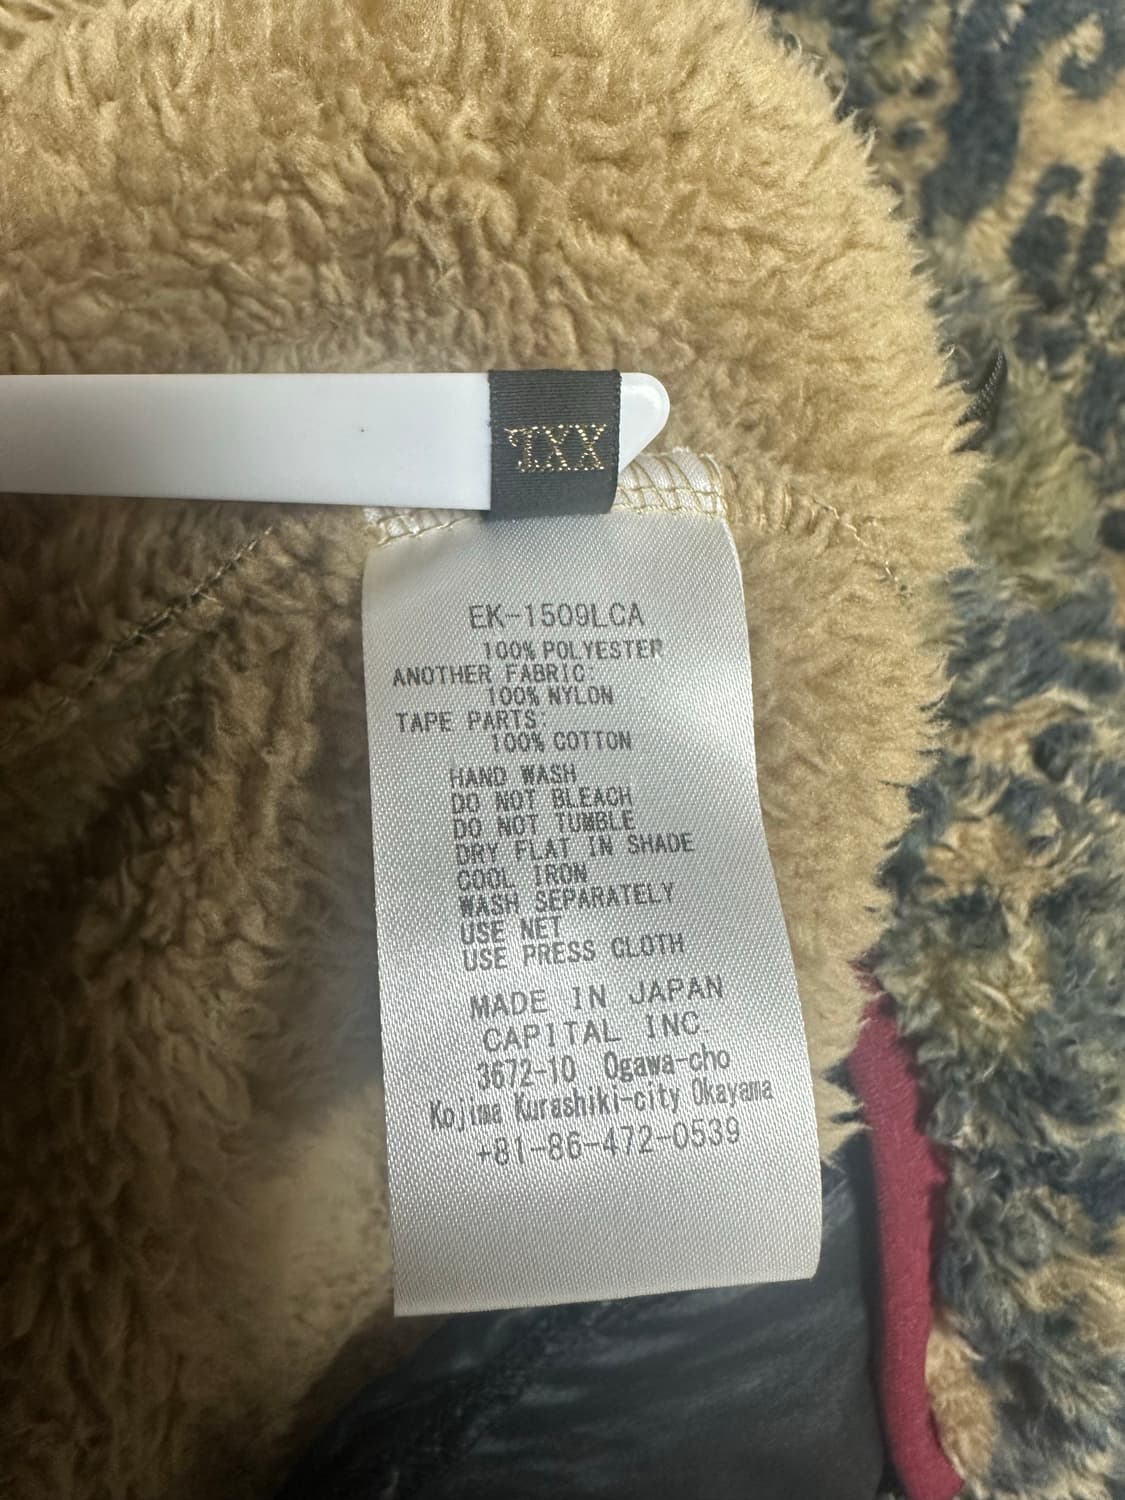 XXL
EK-1509LCA
100% POLYESTER
ANOTHER FABRIC:
100% NYLON
TAPE PARTS:
100% COTTON
HAND WASH
DO NOT BLEACH
DO NOT TUMBLE
DRY FLAT IN SHADE
COOL IRON
WASH SEPARATELY
USE NET
USE PRESS CLOTH
MADE IN JAPAN
CAPITAL INC.
3672-10 Ogawa-cho
Kojima Kurashiki-city Okayama
+81-86-472-0539